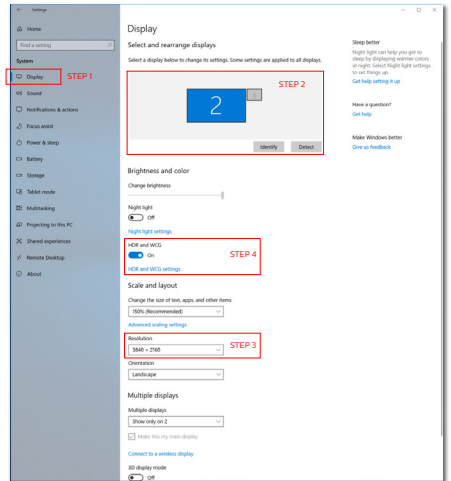 Settings
Home
Find a setting
System
Display
STEP 1
Sound
Notifications & actions
Focus assist
Power & sleep
Battery
Storage
Tablet mode
Multitasking
Projecting to this PC
Shared experiences
Remote Desktop
About
Display
Select and rearrange displays
Select a display below to change its settings. Some settings are applied to all displays.
STEP 2
2
Identify
Detect
Brightness and color
Change brightness
Night light
Off
Night light settings
HDR and WCG
On
STEP 4
HDR and WCG settings
Scale and layout
Change the size of text, apps, and other items
150% (Recommended)
Advanced scaling settings
Resolution
3840 × 2160
STEP 3
Orientation
Landscape
Multiple displays
Multiple displays
Show only on 2
Make this my main display
Connect to a wireless display
3D display mode
Off
Sleep better
Night light can help you get to
sleep by displaying warmer colors
at night. Select Night light settings
to set things up.
Get help setting it up
Have a question?
Get help
Make Windows better
Give us feedback